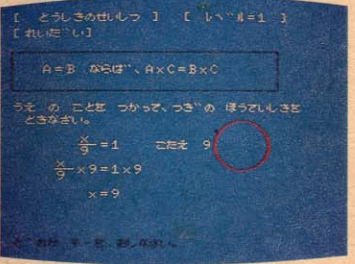 [ とうしきのせいしつ ] [ レベル=1 ]
[ れいだい ]
A=B ならば、A×C=B×C
うえ の ことを つかって、つぎの ほうていしきを
ときなさい。
x/9=1 こたえ 9
x/9×9=1×9
x=9